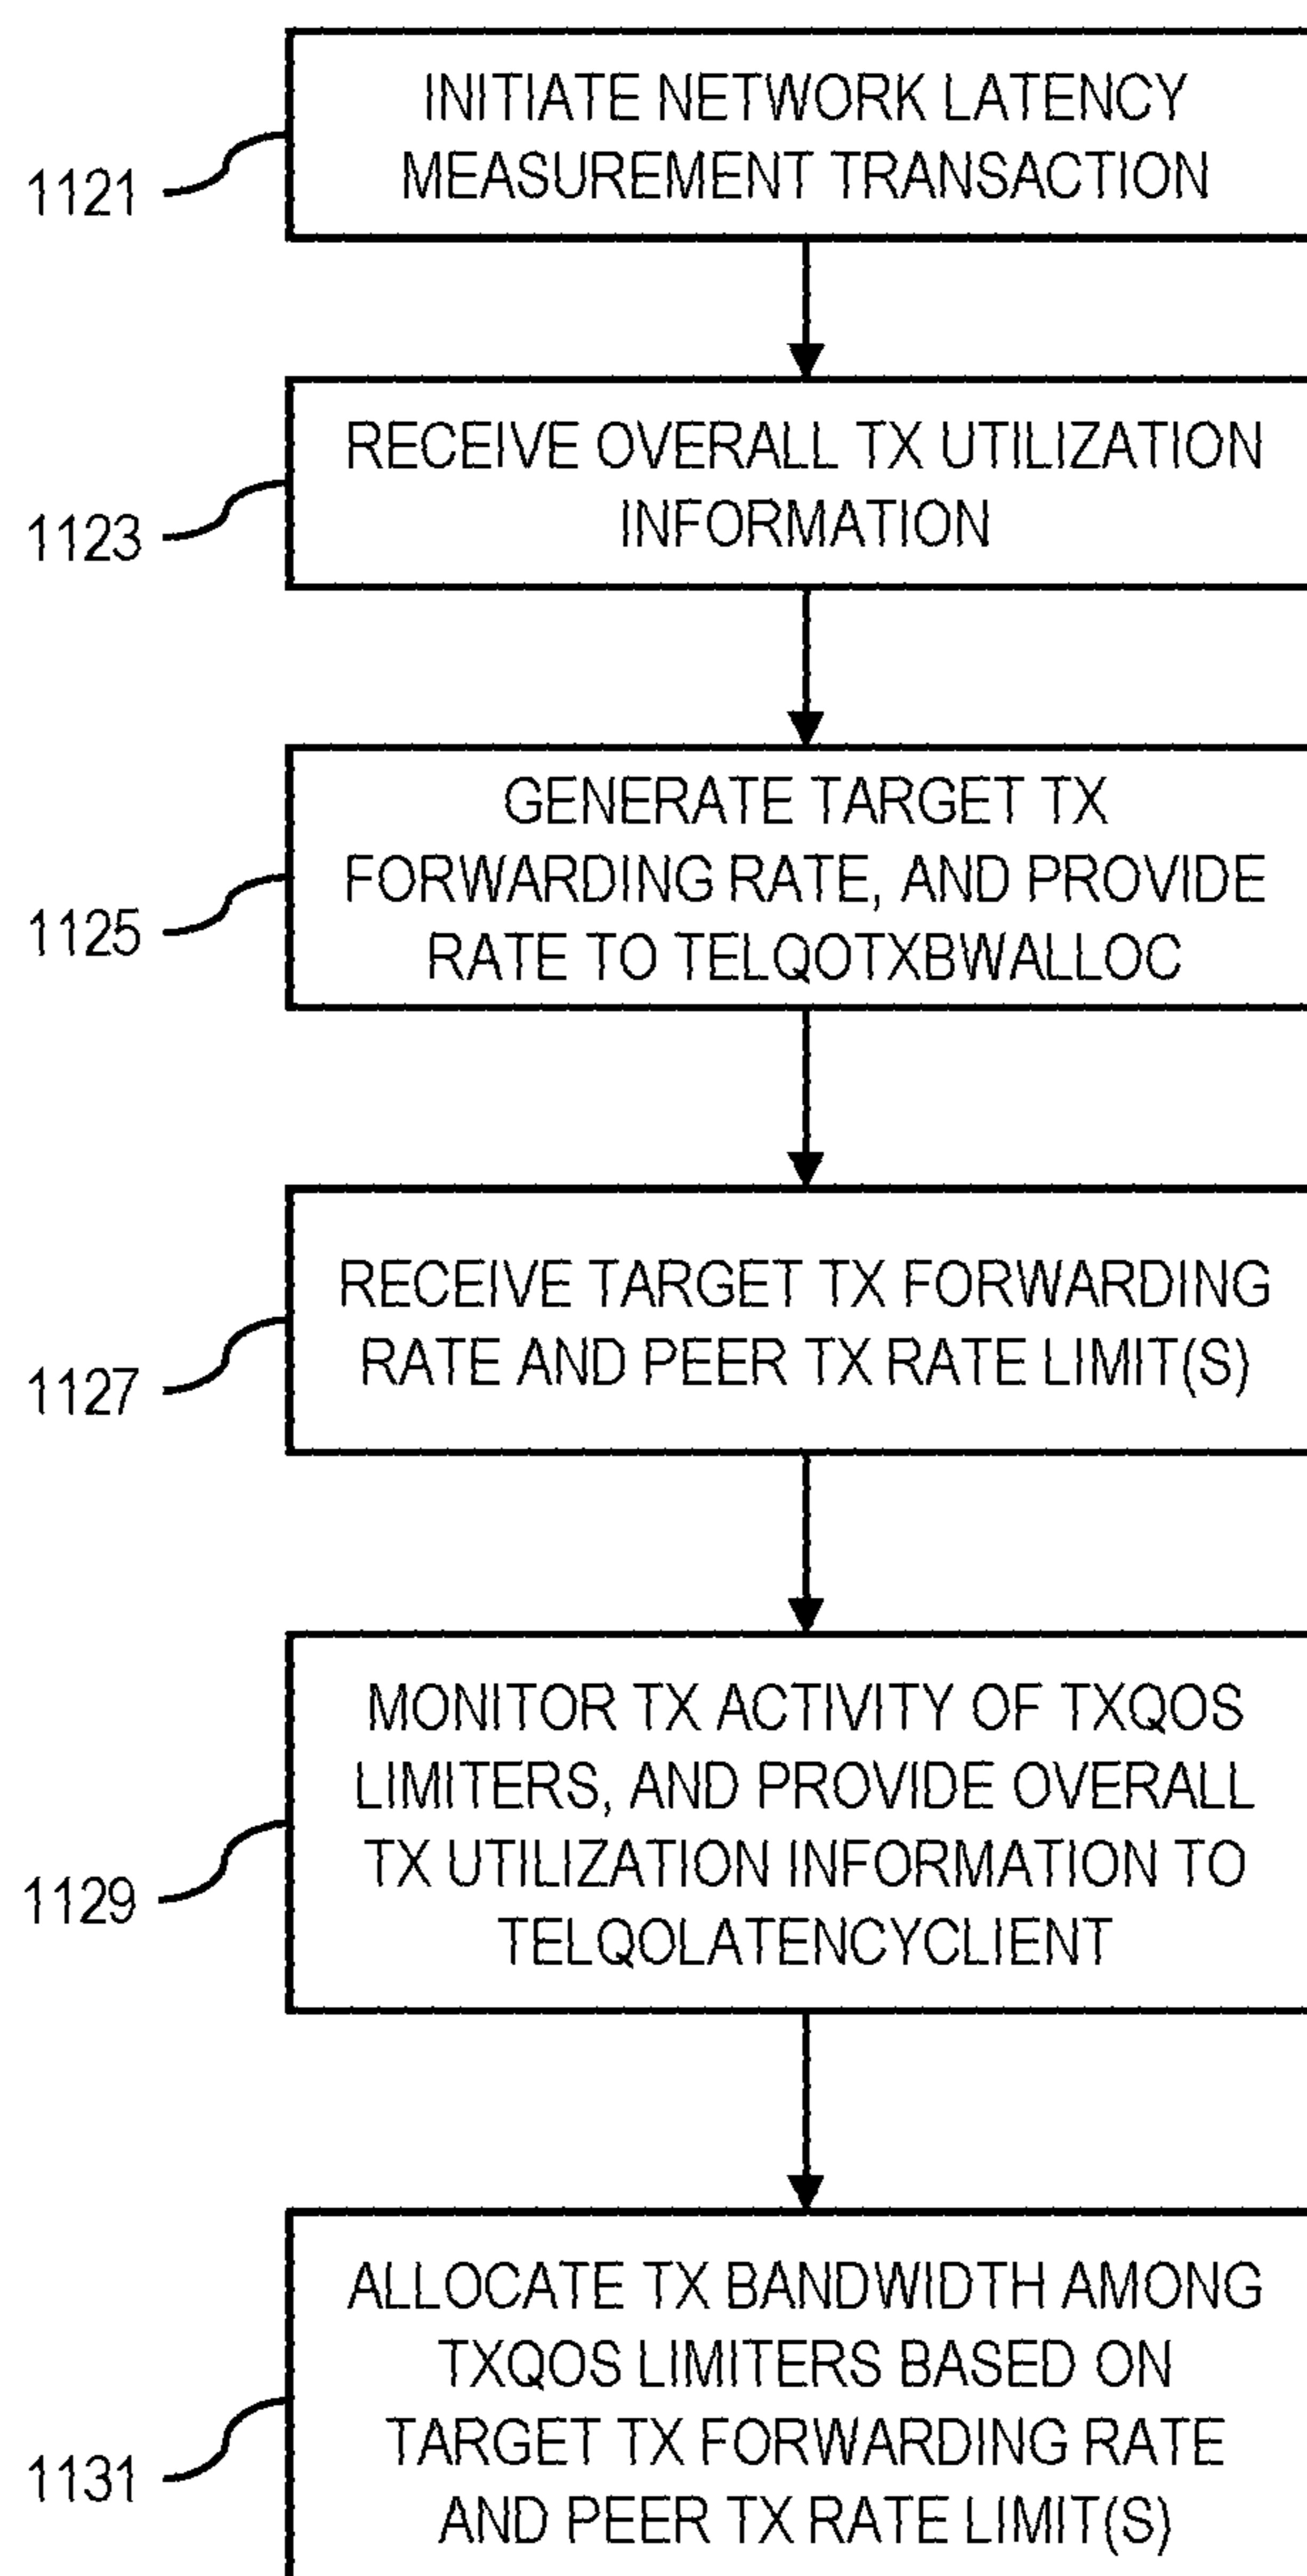 INITIATE NETWORK LATENCY
MEASUREMENT TRANSACTION
1121
RECEIVE OVERALL TX UTILIZATION
INFORMATION
1123
GENERATE TARGET TX
FORWARDING RATE, AND PROVIDE
RATE TO TELQOTXBWALLOC
1125
RECEIVE TARGET TX FORWARDING
RATE AND PEER TX RATE LIMIT(S)
1127
MONITOR TX ACTIVITY OF TXQOS
LIMITERS, AND PROVIDE OVERALL
TX UTILIZATION INFORMATION TO
TELQOLATENCYCLIENT
1129
ALLOCATE TX BANDWIDTH AMONG
TXQOS LIMITERS BASED ON
TARGET TX FORWARDING RATE
AND PEER TX RATE LIMIT(S)
1131